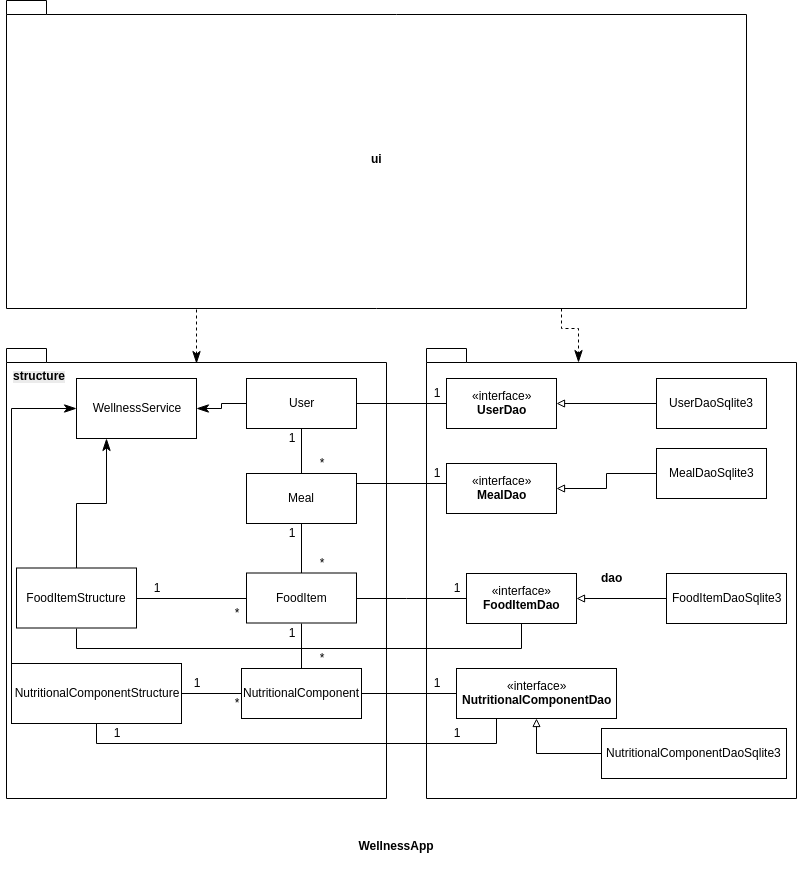 ui
structure
WellnessService
User
1
«interface»
UserDao
UserDaoSqlite3
1
*
Meal
1
«interface»
MealDao
MealDaoSqlite3
1
*
dao
FoodItemStructure
1
*
FoodItem
1
«interface»
FoodItemDao
FoodItemDaoSqlite3
1
*
NutritionalComponentStructure
1
*
NutritionalComponent
1
«interface»
NutritionalComponentDao
1
1
NutritionalComponentDaoSqlite3
WellnessApp